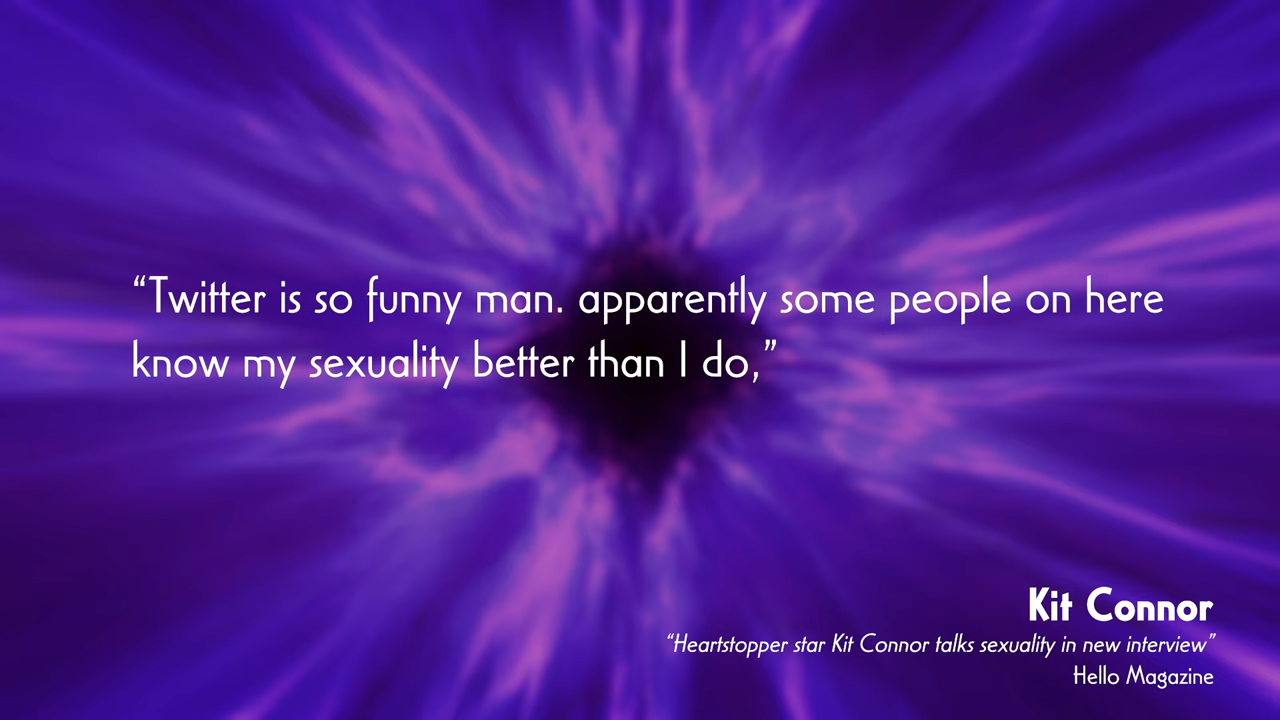 “Twitter is so funny man. apparently some people on here
know my sexuality better than I do,”
Kit Connor
“Heartstopper star Kit Connor talks sexuality in new interview”
Hello Magazine